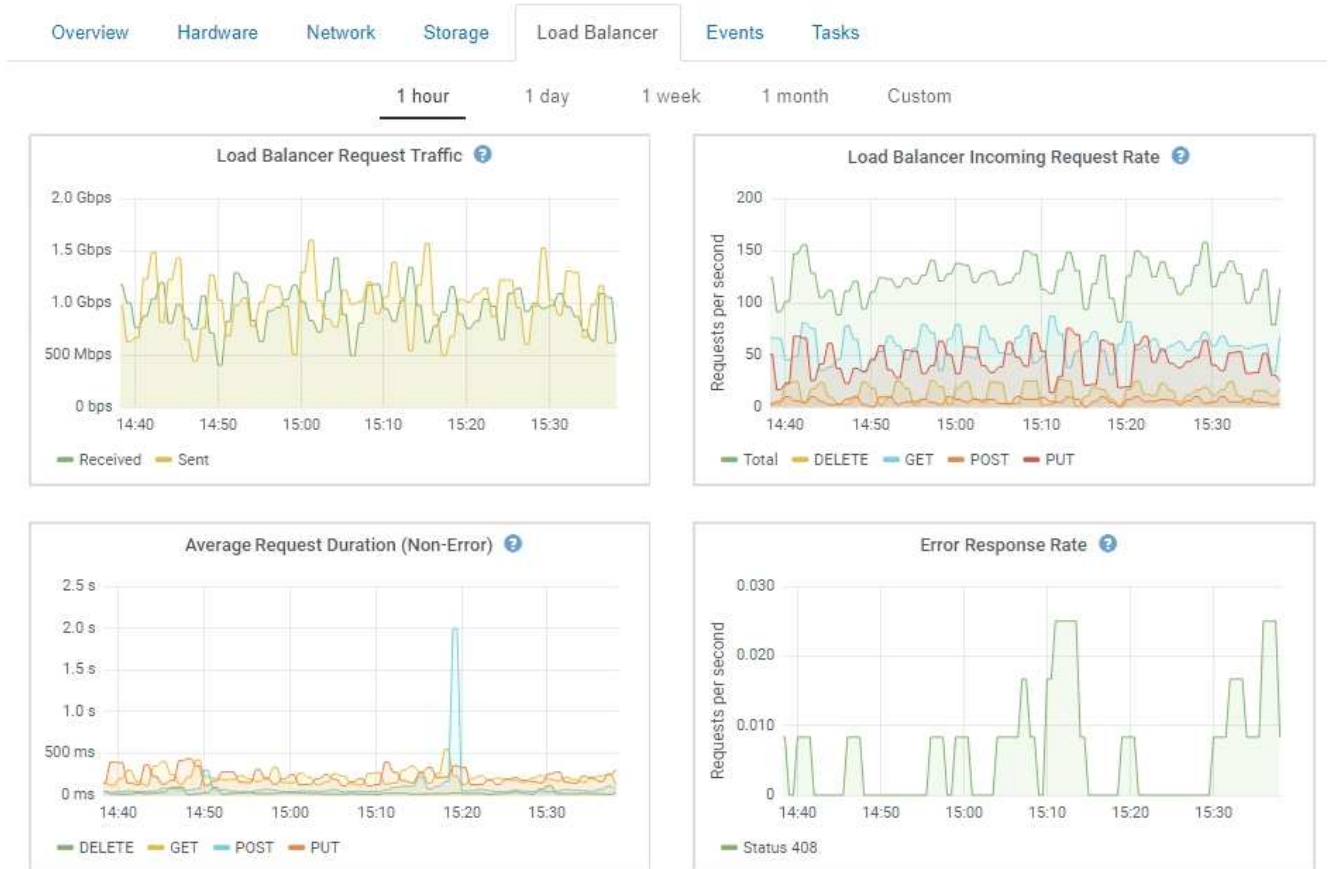 Overview Hardware Network Storage Load Balancer Events Tasks
1 hour 1 day 1 week 1 month Custom
Load Balancer Request Traffic ?
2.0 Gbps
1.5 Gbps
1.0 Gbps
500 Mbps
0 bps
14:40 14:50 15:00 15:10 15:20 15:30
Received Sent
Load Balancer Incoming Request Rate ?
Requests per second
200
150
100
50
0
14:40 14:50 15:00 15:10 15:20 15:30
Total DELETE GET POST PUT
Average Request Duration (Non-Error) ?
2.5 s
2.0 s
1.5 s
1.0 s
500 ms
0 ms
14:40 14:50 15:00 15:10 15:20 15:30
DELETE GET POST PUT
Error Response Rate ?
Requests per second
0.030
0.020
0.010
0
14:40 14:50 15:00 15:10 15:20 15:30
Status 408